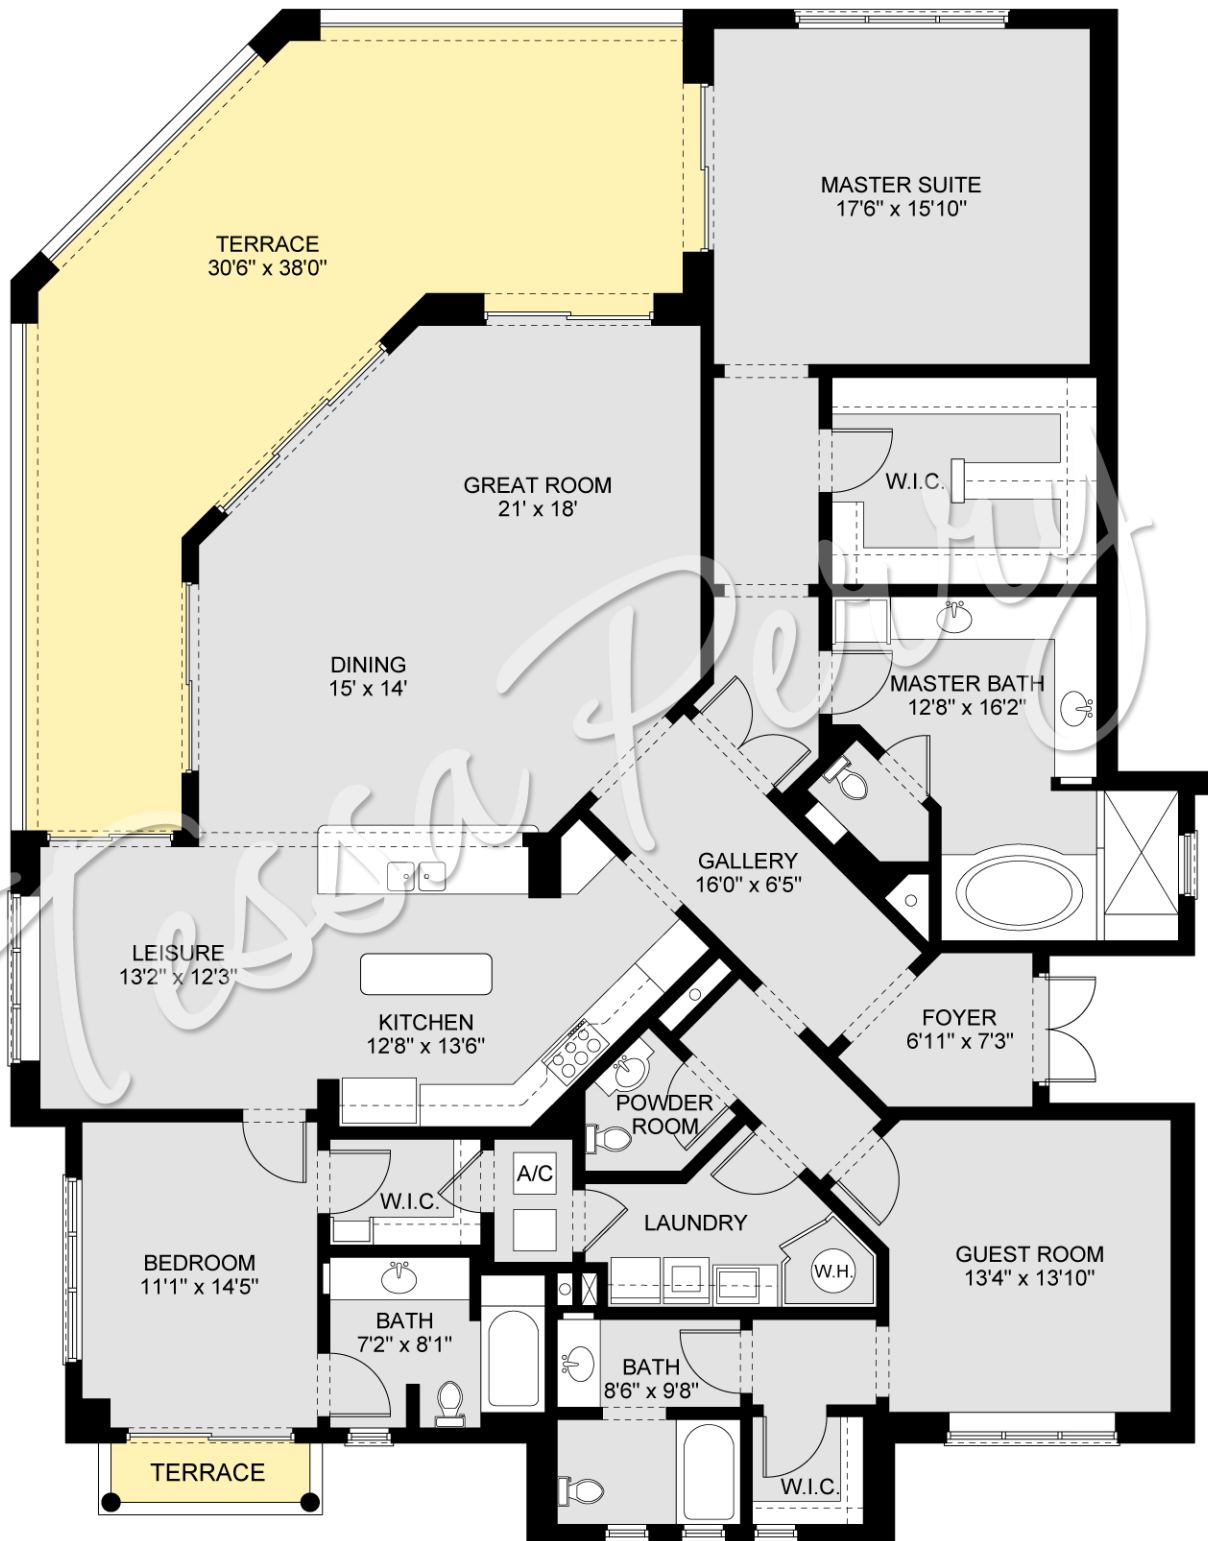 MASTER SUITE
17'6" x 15'10"
TERRACE
30'6" x 38'0"
GREAT ROOM
21' x 18'
W.I.C.
DINING
15' x 14'
MASTER BATH
12'8" x 16'2"
Tessa Perry
GALLERY
16'0" x 6'5"
LEISURE
13'2" x 12'3"
KITCHEN
12'8" x 13'6"
FOYER
6'11" x 7'3"
POWDER
ROOM
A/C
W.I.C.
LAUNDRY
W.H.
BEDROOM
11'1" x 14'5"
GUEST ROOM
13'4" x 13'10"
BATH
7'2" x 8'1"
BATH
8'6" x 9'8"
TERRACE
W.I.C.